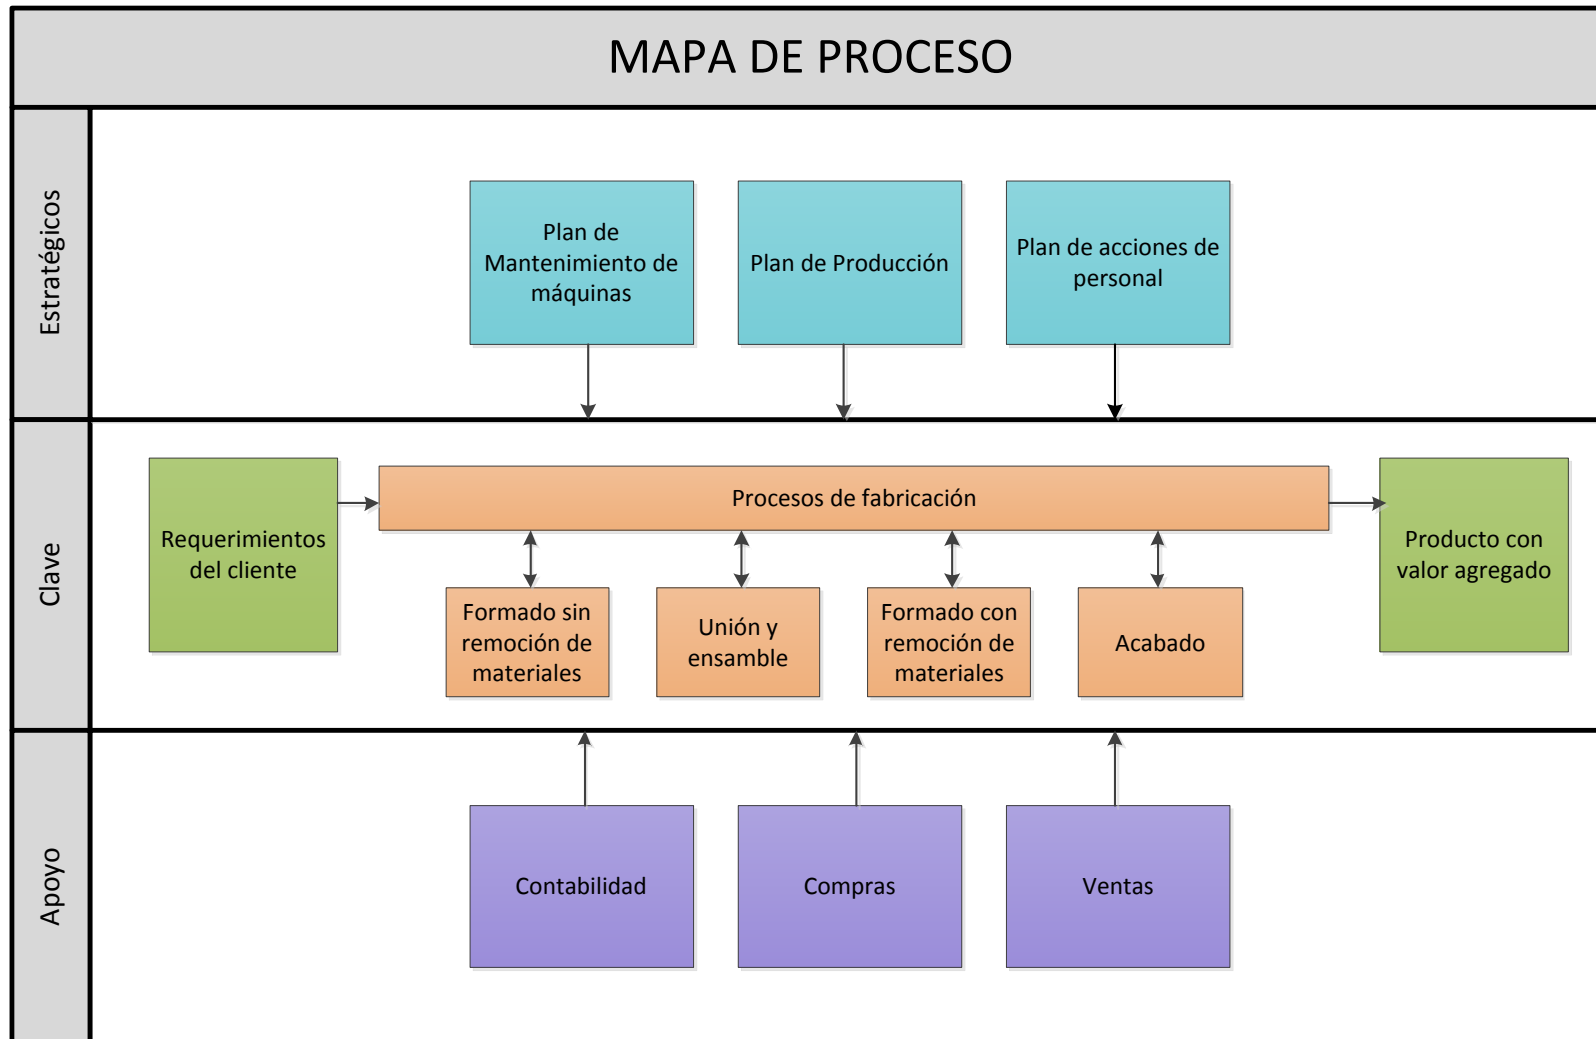 MAPA DE PROCESO
Estratégicos
Plan de
Mantenimiento de
máquinas
Plan de Producción
Plan de acciones de
personal
Clave
Requerimientos
del cliente
Procesos de fabricación
Formado sin
remoción de
materiales
Unión y
ensamble
Formado con
remoción de
materiales
Acabado
Producto con
valor agregado
Apoyo
Contabilidad
Compras
Ventas